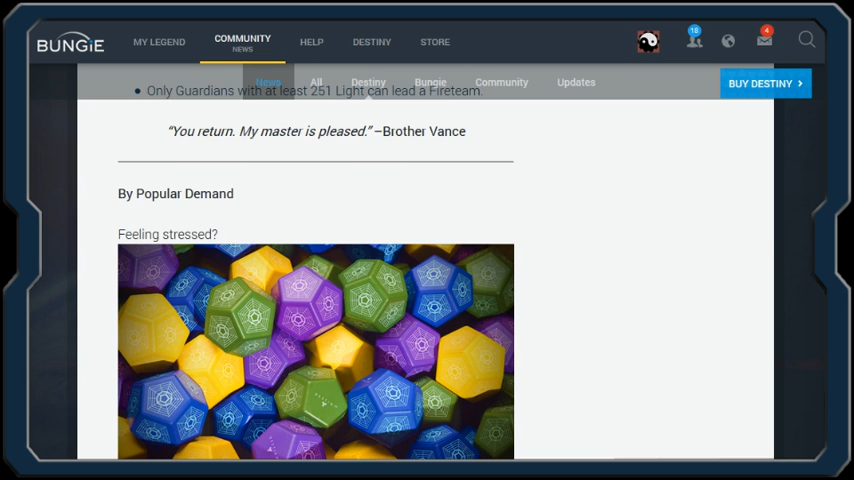 BUNGiE
MY LEGEND
COMMUNITY
NEWS
HELP
DESTINY
STORE
18
4
News
All
Destiny
Bungie
Community
Updates
BUY DESTINY
• Only Guardians with at least 251 Light can lead a Fireteam.
“You return. My master is pleased.” –Brother Vance
By Popular Demand
Feeling stressed?